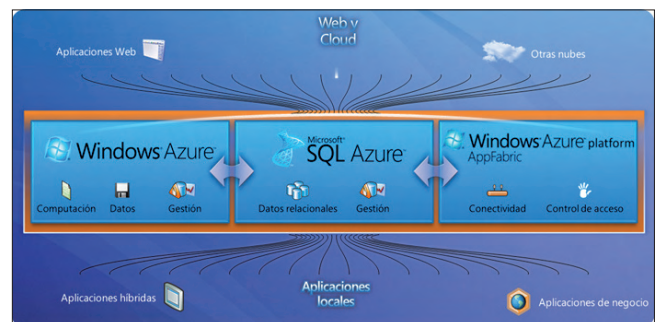 Web y
Cloud
Aplicaciones Web
Otras nubes
Windows Azure
Microsoft
SQL Azure
Windows Azure platform
AppFabric
Computación
Datos
Gestión
Datos relacionales
Gestión
Conectividad
Control de acceso
Aplicaciones híbridas
Aplicaciones
locales
Aplicaciones de negocio